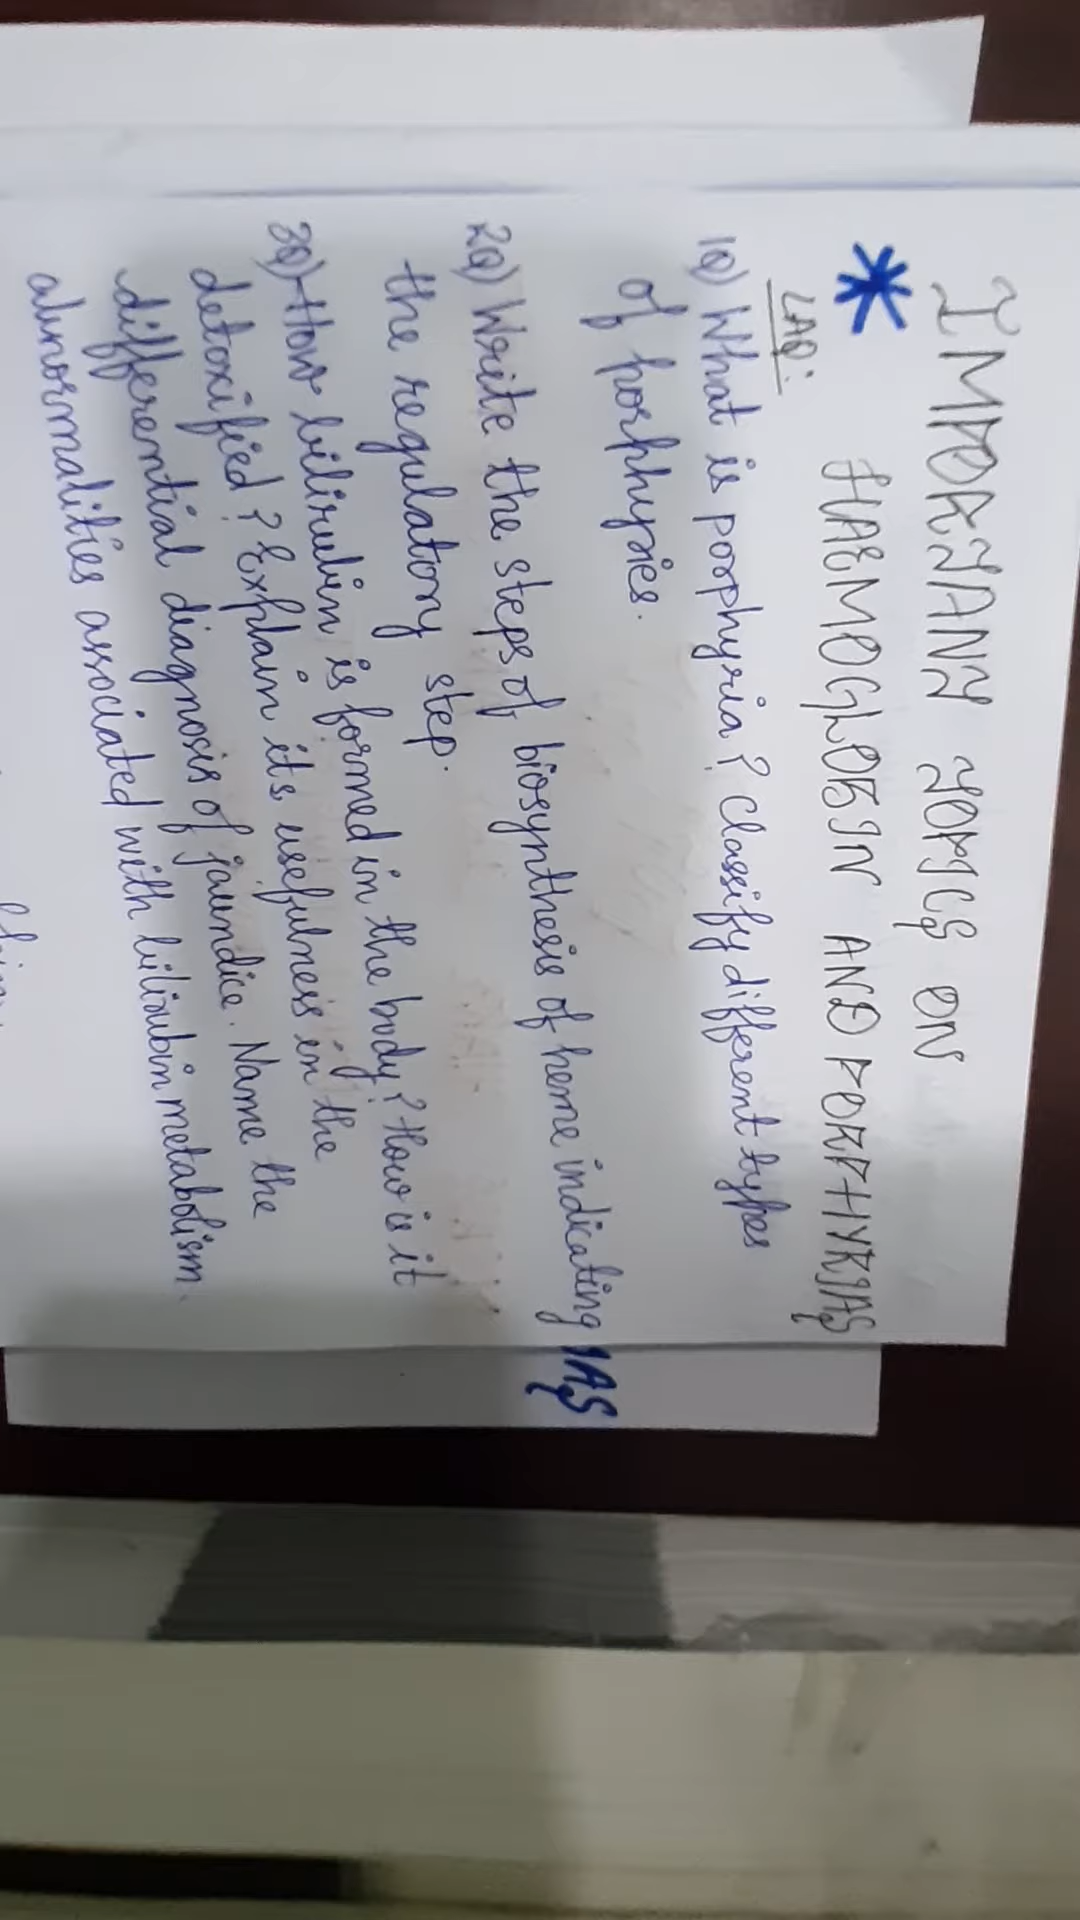 IMPORTANT TOPICS ON
* HAEMOGLOBIN AND PORPHYRIAS
LAQ:
1Q) What is porphyria? Classify different types
of porphyries.
2Q) Write the steps of biosynthesis of heme indicating
the regulatory step.
3Q) How bilirubin is formed in the body? How is it
detoxified? Explain its usefulness in the
differential diagnosis of jaundice. Name the
abnormalities associated with bilirubin metabolism.
IAS